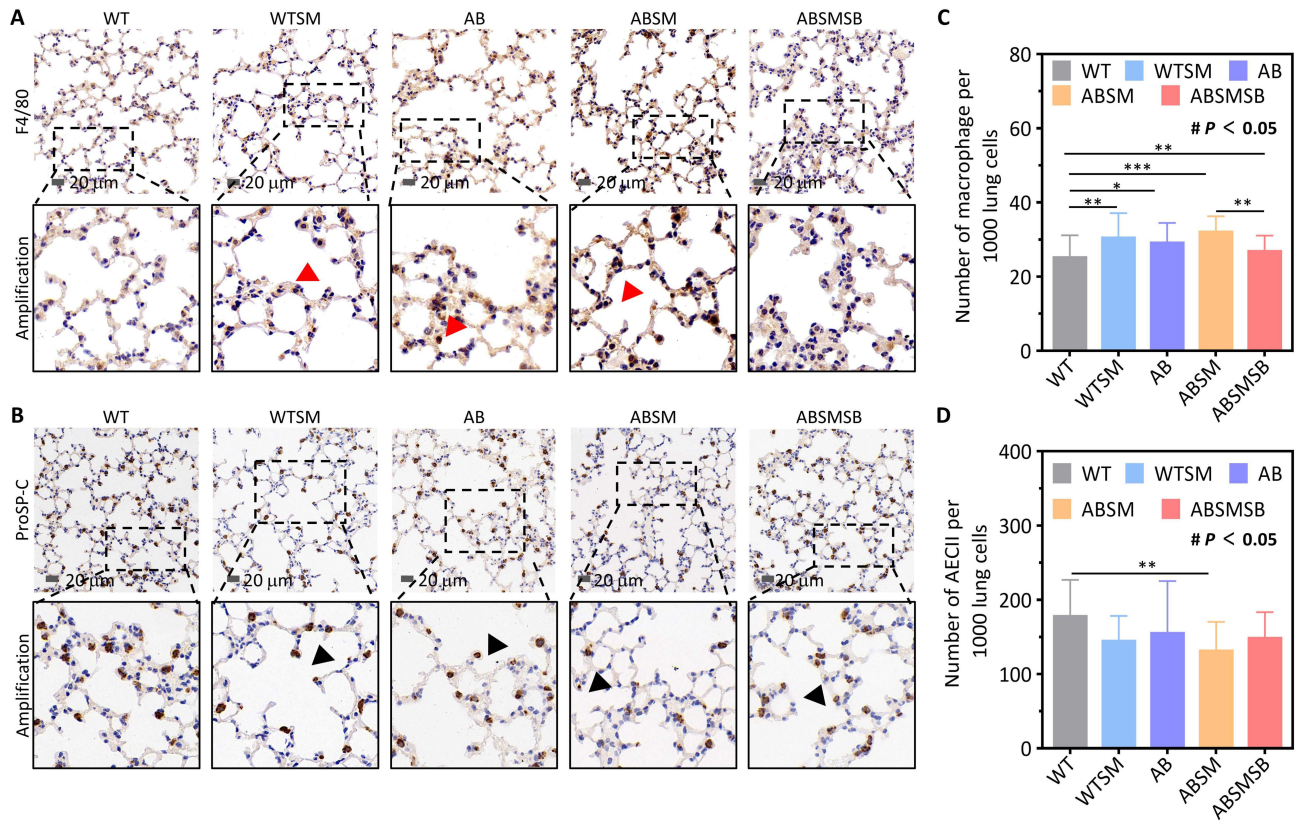 A
WT WTSM AB ABSM ABSMSB
F4/80
20 μm 20 μm 20 μm 20 μm 20 μm
Amplification
B
WT WTSM AB ABSM ABSMSB
ProSP-C
20 μm 20 μm 20 μm 20 μm 20 μm
Amplification
C
Number of macrophage per
1000 lung cells
80
60
40
20
0
WT WTSM AB
ABSM ABSMSB
# P < 0.05
**
***
*
** **
WT WTSM AB ABSM ABSMSB
D
Number of AECII per
1000 lung cells
400
300
200
100
0
WT WTSM AB
ABSM ABSMSB
# P < 0.05
**
WT WTSM AB ABSM ABSMSB